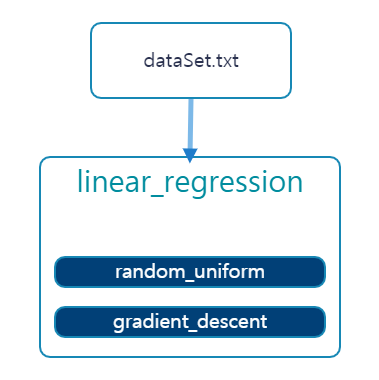 dataSet.txt
linear_regression
random_uniform
gradient_descent